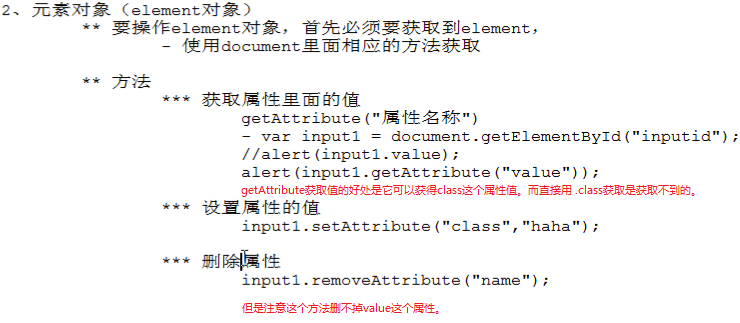 2、元素对象（element对象）
** 要操作element对象，首先必须要获取到element，
- 使用document里面相应的方法获取
** 方法
*** 获取属性里面的值
getAttribute("属性名称")
- var input1 = document.getElementById("inputid");
//alert(input1.value);
alert(input1.getAttribute("value"));
getAttribute获取值的好处是它可以获得class这个属性值。而直接用 .class获取是获取不到的。
*** 设置属性的值
input1.setAttribute("class","haha");
*** 删除属性
input1.removeAttribute("name");
但是注意这个方法删不掉value这个属性。